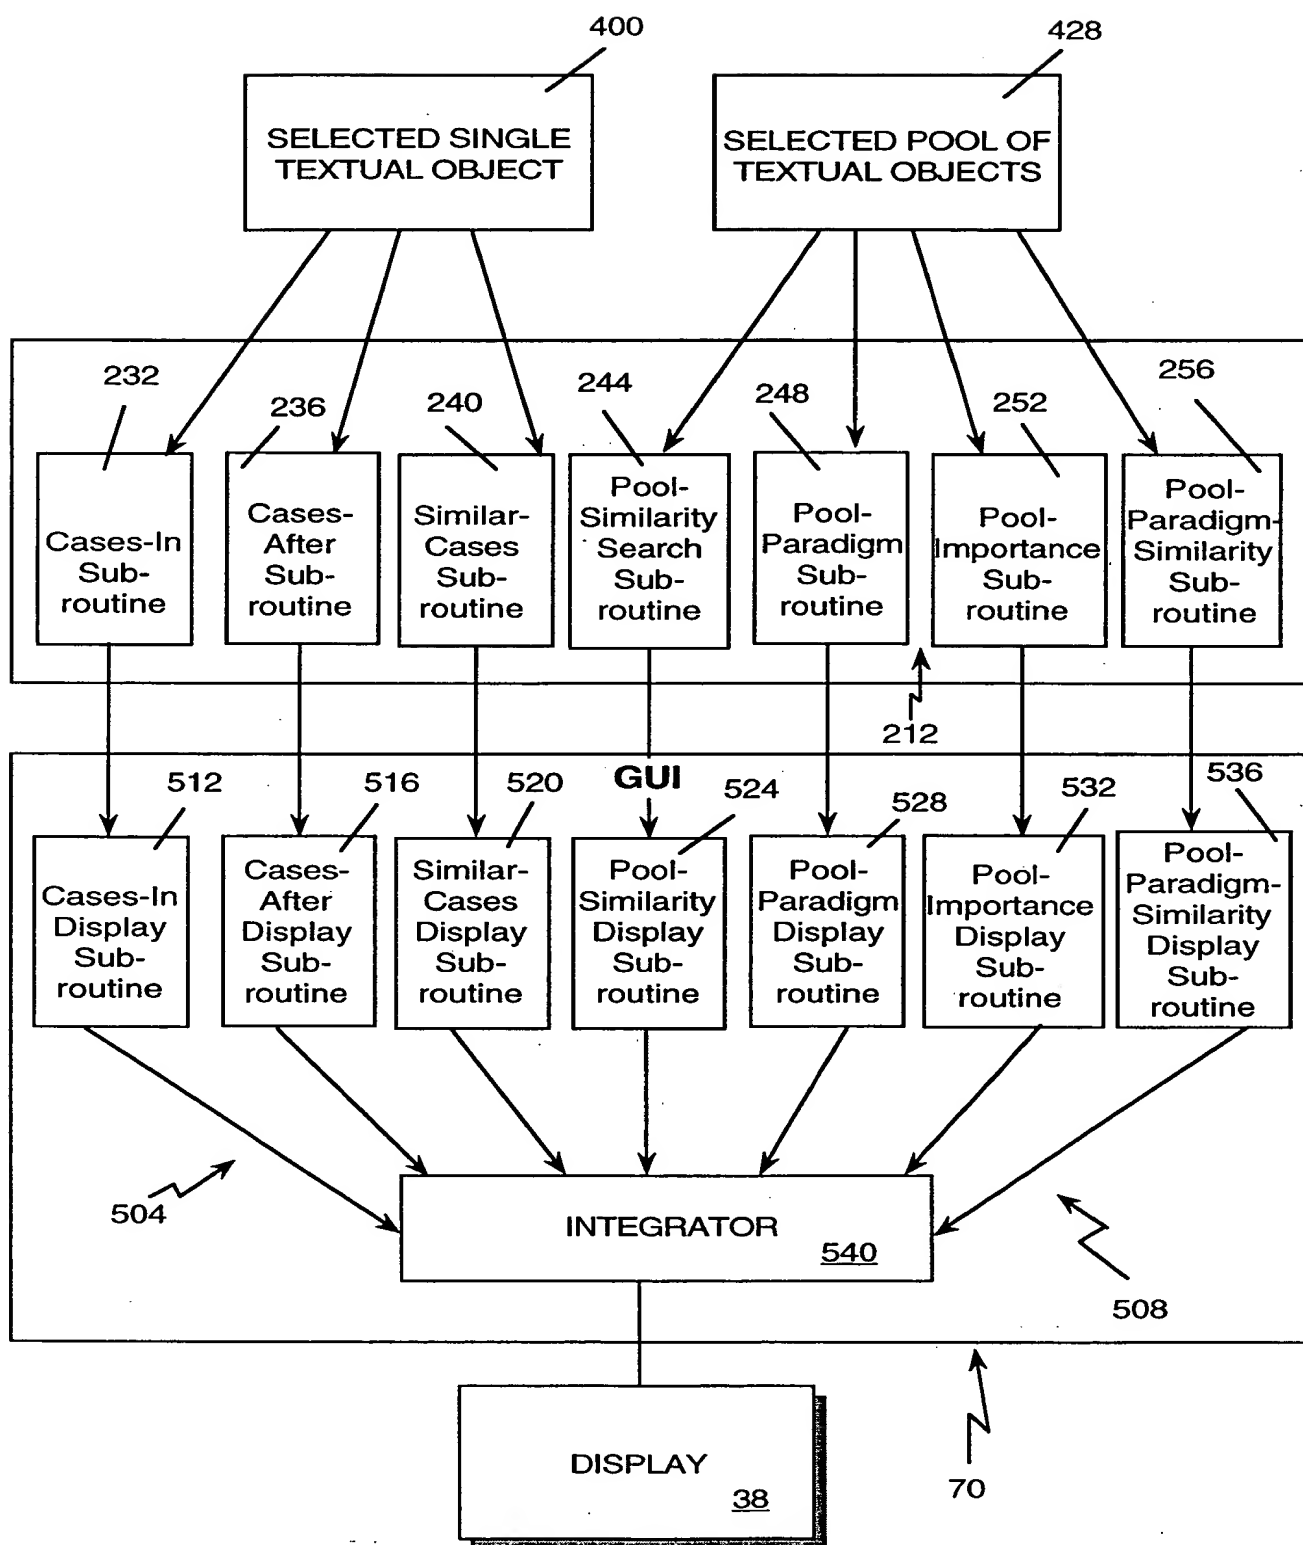 400
428
SELECTED SINGLE
TEXTUAL OBJECT
SELECTED POOL OF
TEXTUAL OBJECTS
232
236
240
244
248
252
256
Cases-In
Sub-
routine
Cases-
After
Sub-
routine
Similar-
Cases
Sub-
routine
Pool-
Similarity
Search
Sub-
routine
Pool-
Paradigm
Sub-
routine
Pool-
Importance
Sub-
routine
Pool-
Paradigm-
Similarity
Sub-
routine
212
GUI
512
516
520
524
528
532
536
Cases-In
Display
Sub-
routine
Cases-
After
Display
Sub-
routine
Similar-
Cases
Display
Sub-
routine
Pool-
Similarity
Display
Sub-
routine
Pool-
Paradigm
Display
Sub-
routine
Pool-
Importance
Display
Sub-
routine
Pool-
Paradigm-
Similarity
Display
Sub-
routine
504
INTEGRATOR
540
508
DISPLAY
38
70